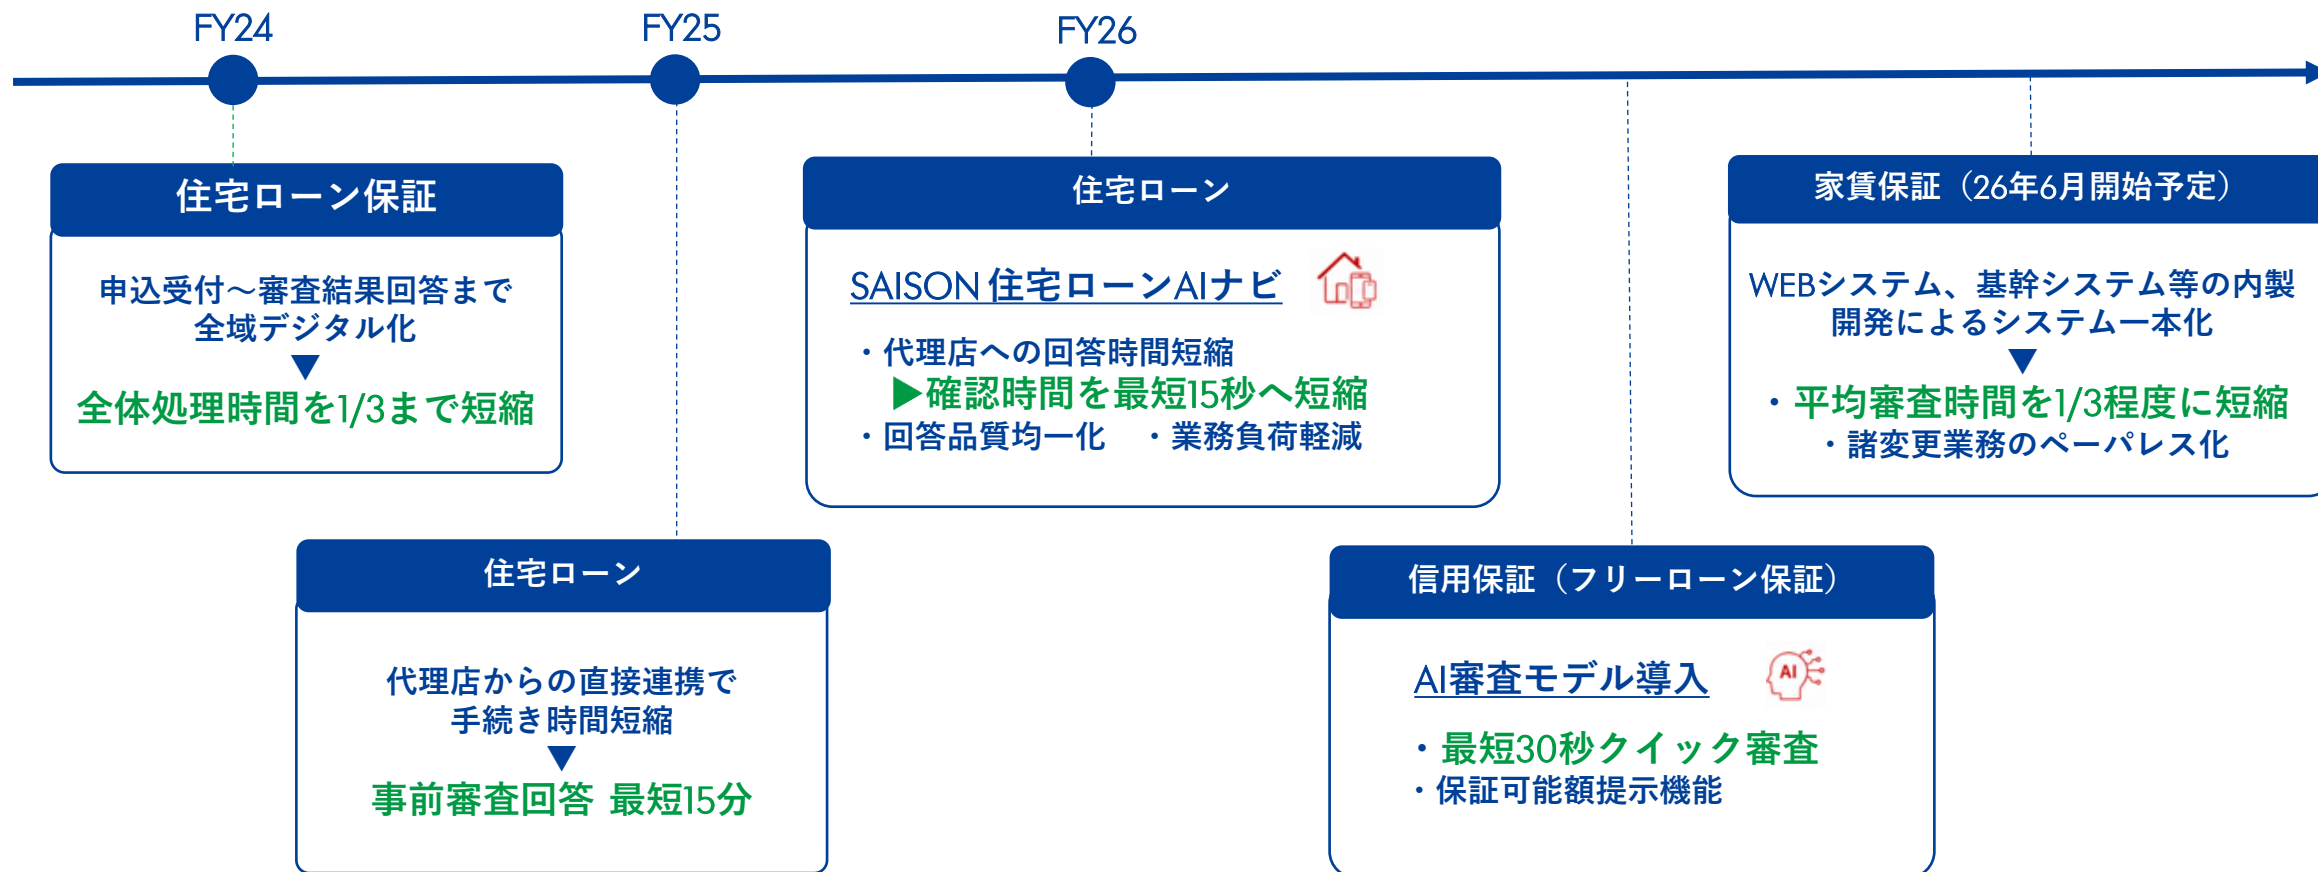 FY24
FY25
FY26
住宅ローン保証
申込受付～審査結果回答まで
全域デジタル化
▼
全体処理時間を1/3まで短縮
住宅ローン
代理店からの直接連携で
手続き時間短縮
▼
事前審査回答 最短15分
住宅ローン
SAISON 住宅ローンAIナビ
・代理店への回答時間短縮
▶確認時間を最短15秒へ短縮
・回答品質均一化 ・業務負荷軽減
信用保証（フリーローン保証）
AI審査モデル導入
AI
・最短30秒クイック審査
・保証可能額提示機能
家賃保証（26年6月開始予定）
WEBシステム、基幹システム等の内製
開発によるシステム一本化
▼
・平均審査時間を1/3程度に短縮
・諸変更業務のペーパレス化